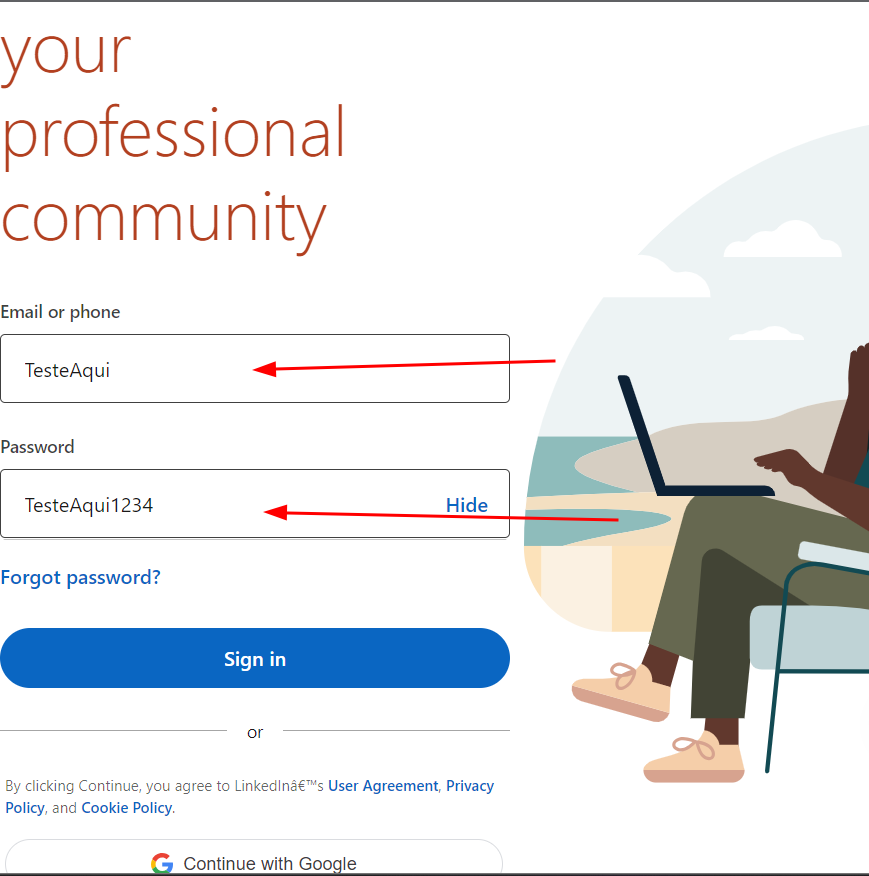 your
professional
community
Email or phone
TesteAqui
Password
TesteAqui1234 Hide
Forgot password?
Sign in
or
By clicking Continue, you agree to LinkedInâ€™s User Agreement, Privacy
Policy, and Cookie Policy.
Continue with Google